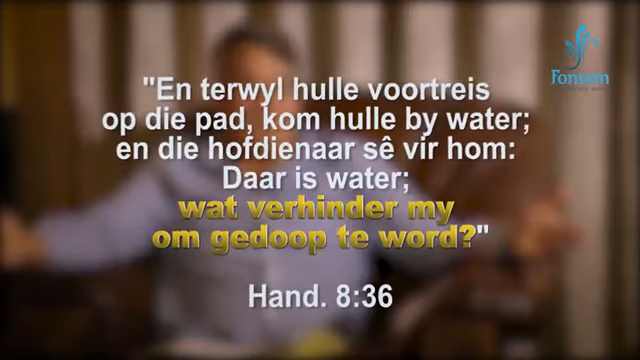 Fontein
"En terwyl hulle voortreis
op die pad, kom hulle by water;
en die hofdienaar sê vir hom:
Daar is water;
wat verhinder my
om gedoop te word?"
Hand. 8:36